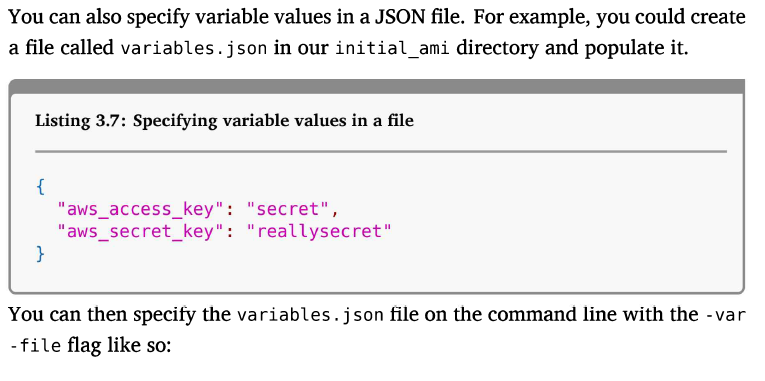 You can also specify variable values in a JSON file. For example, you could create
a file called variables.json in our initial_ami directory and populate it.
Listing 3.7: Specifying variable values in a file
{
  "aws_access_key": "secret",
  "aws_secret_key": "reallysecret"
}
You can then specify the variables.json file on the command line with the -var
-file flag like so: